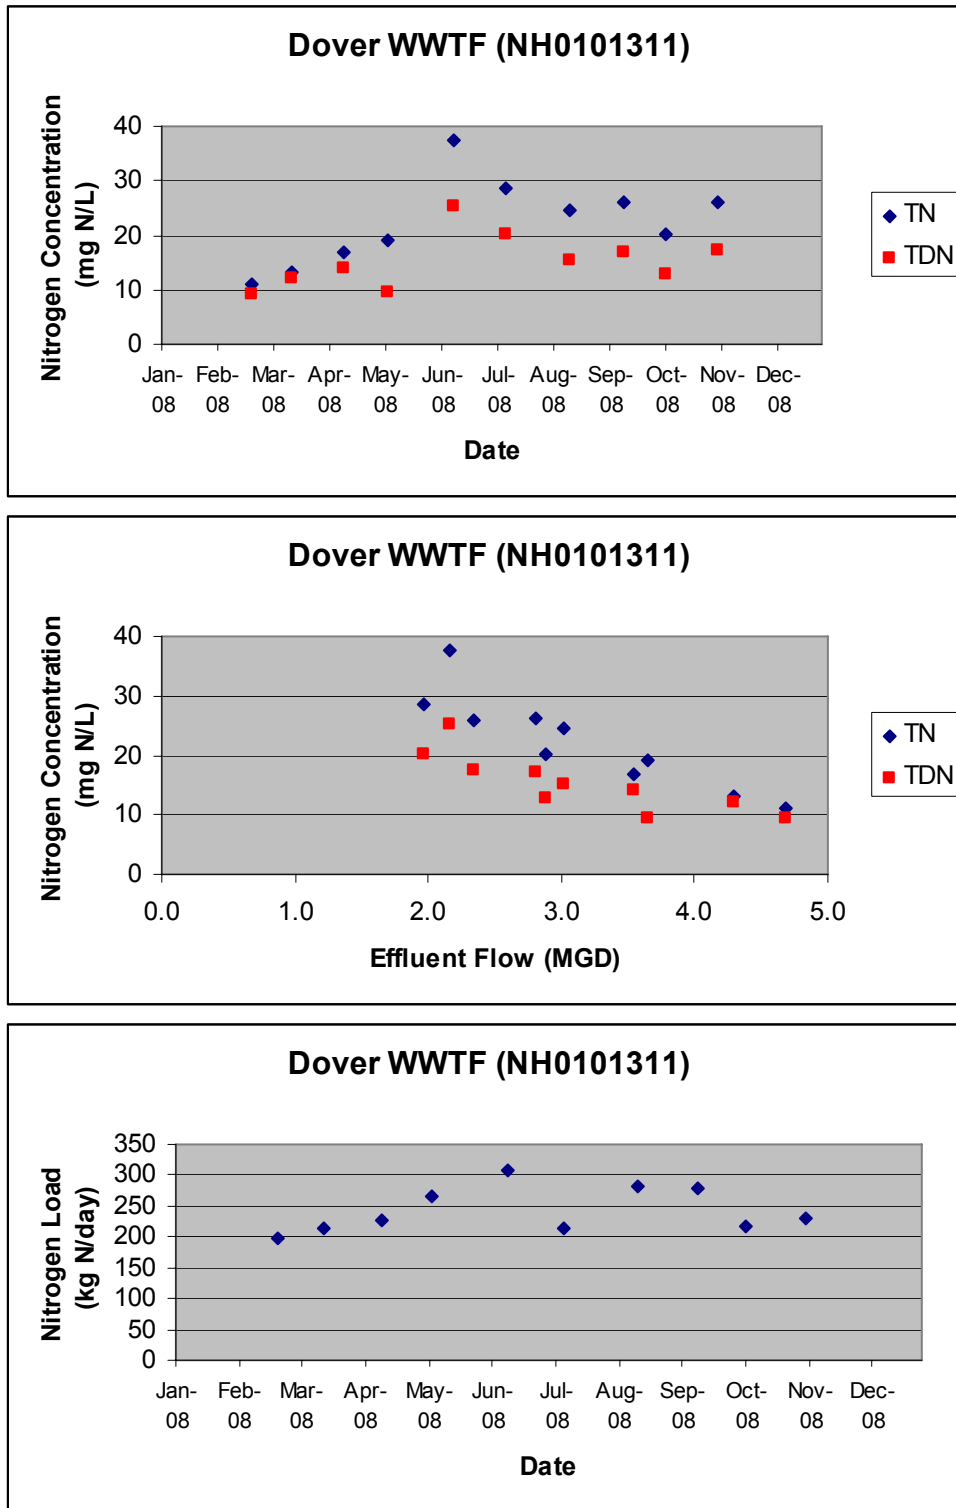 Dover WWTF (NH0101311)
Nitrogen Concentration
(mg N/L)
40
30
20
10
0
Jan- Feb- Mar- Apr- May- Jun- Jul- Aug- Sep- Oct- Nov- Dec-
08 08 08 08 08 08 08 08 08 08 08 08
Date
TN
TDN
Dover WWTF (NH0101311)
Nitrogen Concentration
(mg N/L)
40
30
20
10
0
0.0 1.0 2.0 3.0 4.0 5.0
Effluent Flow (MGD)
TN
TDN
Dover WWTF (NH0101311)
Nitrogen Load
(kg N/day)
350
300
250
200
150
100
50
0
Jan- Feb- Mar- Apr- May- Jun- Jul- Aug- Sep- Oct- Nov- Dec-
08 08 08 08 08 08 08 08 08 08 08 08
Date